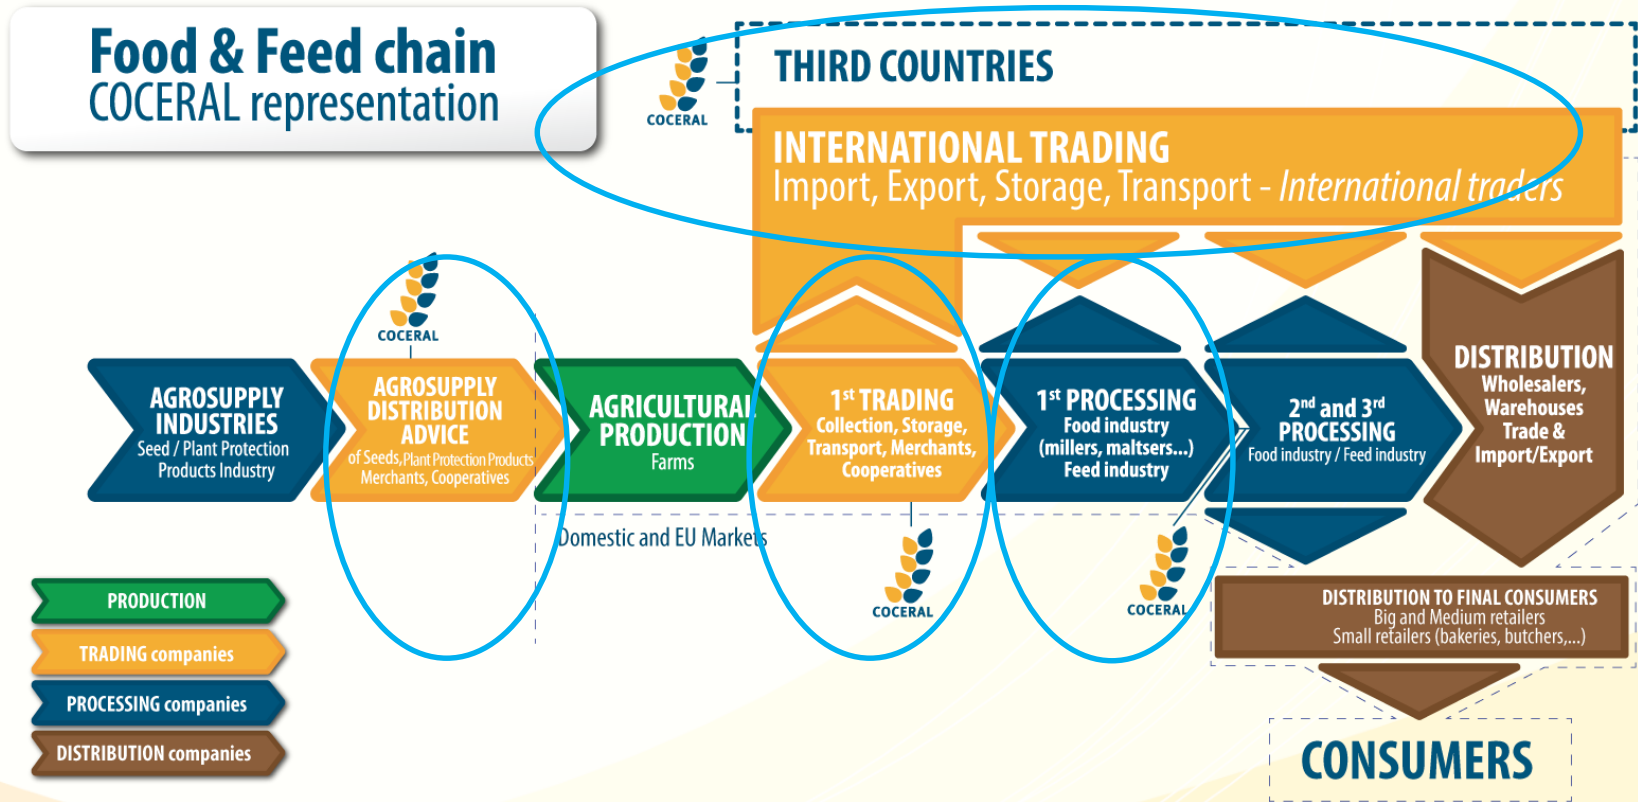 Food & Feed chain
COCERAL representation
COCERAL
THIRD COUNTRIES
INTERNATIONAL TRADING
Import, Export, Storage, Transport - International traders
COCERAL
AGROSUPPLY
INDUSTRIES
Seed / Plant Protection
Products Industry
AGROSUPPLY
DISTRIBUTION
ADVICE
of Seeds, Plant Protection Products
Merchants, Cooperatives
AGRICULTURAL
PRODUCTION
Farms
1st TRADING
Collection, Storage,
Transport, Merchants,
Cooperatives
1st PROCESSING
Food industry
(millers, maltsers...)
Feed industry
2nd and 3rd
PROCESSING
Food industry / Feed industry
DISTRIBUTION
Wholesalers,
Warehouses
Trade &
Import/Export
Domestic and EU Markets
COCERAL
COCERAL
PRODUCTION
TRADING companies
PROCESSING companies
DISTRIBUTION companies
DISTRIBUTION TO FINAL CONSUMERS
Big and Medium retailers
Small retailers (bakeries, butchers,...)
CONSUMERS